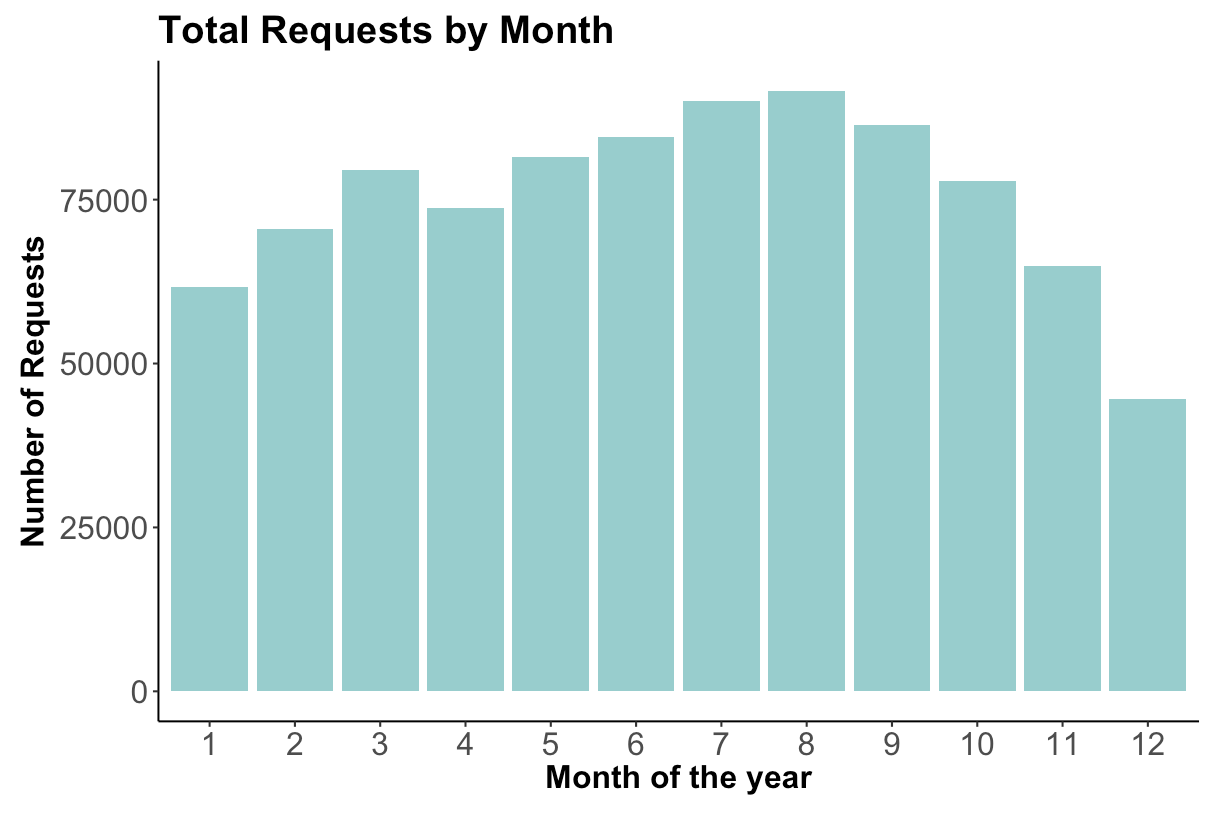 Total Requests by Month
Number of Requests
75000
50000
25000
0
1 2 3 4 5 6 7 8 9 10 11 12
Month of the year